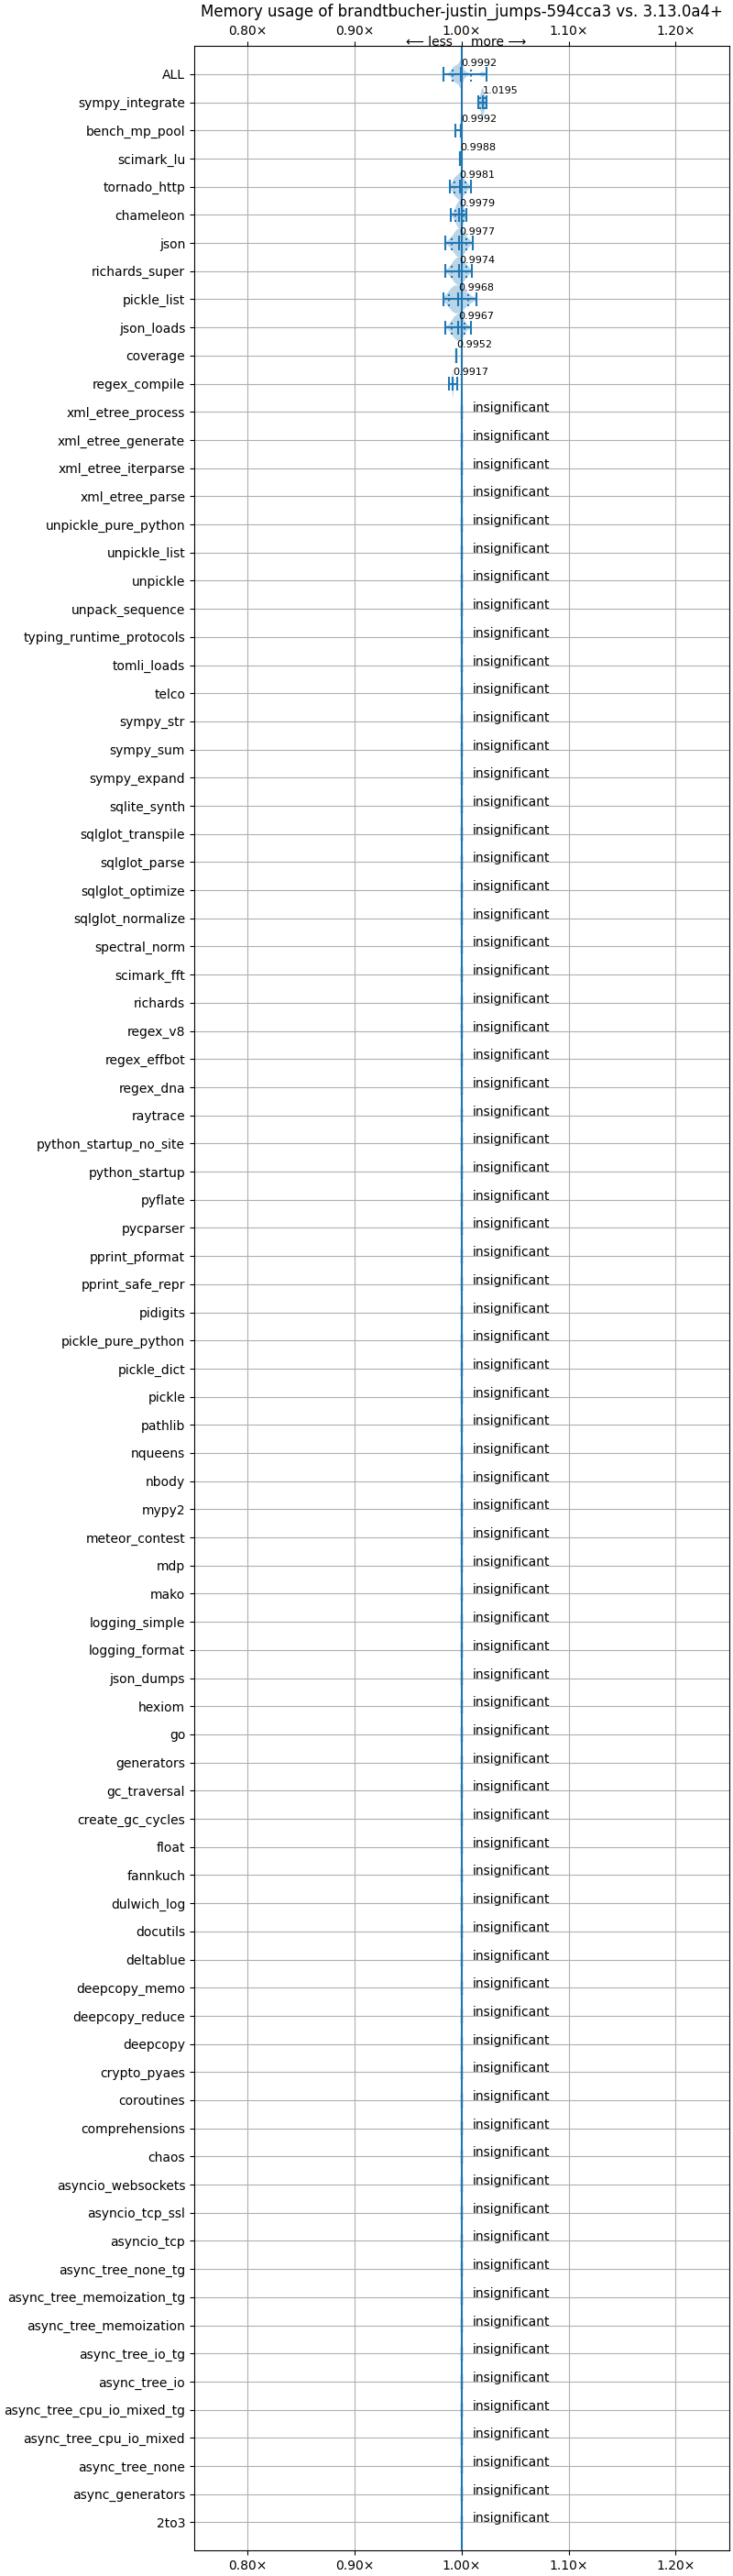 Memory usage of brandtbucher-justin_jumps-594cca3 vs. 3.13.0a4+
0.80× 0.90× 1.00× 1.10× 1.20×
⟵ less more ⟶
ALL 0.9992
sympy_integrate 1.0195
bench_mp_pool 0.9992
scimark_lu 0.9988
tornado_http 0.9981
chameleon 0.9979
json 0.9977
richards_super 0.9974
pickle_list 0.9968
json_loads 0.9967
coverage 0.9952
regex_compile 0.9917
xml_etree_process insignificant
xml_etree_generate insignificant
xml_etree_iterparse insignificant
xml_etree_parse insignificant
unpickle_pure_python insignificant
unpickle_list insignificant
unpickle insignificant
unpack_sequence insignificant
typing_runtime_protocols insignificant
tomli_loads insignificant
telco insignificant
sympy_str insignificant
sympy_sum insignificant
sympy_expand insignificant
sqlite_synth insignificant
sqlglot_transpile insignificant
sqlglot_parse insignificant
sqlglot_optimize insignificant
sqlglot_normalize insignificant
spectral_norm insignificant
scimark_fft insignificant
richards insignificant
regex_v8 insignificant
regex_effbot insignificant
regex_dna insignificant
raytrace insignificant
python_startup_no_site insignificant
python_startup insignificant
pyflate insignificant
pycparser insignificant
pprint_pformat insignificant
pprint_safe_repr insignificant
pidigits insignificant
pickle_pure_python insignificant
pickle_dict insignificant
pickle insignificant
pathlib insignificant
nqueens insignificant
nbody insignificant
mypy2 insignificant
meteor_contest insignificant
mdp insignificant
mako insignificant
logging_simple insignificant
logging_format insignificant
json_dumps insignificant
hexiom insignificant
go insignificant
generators insignificant
gc_traversal insignificant
create_gc_cycles insignificant
float insignificant
fannkuch insignificant
dulwich_log insignificant
docutils insignificant
deltablue insignificant
deepcopy_memo insignificant
deepcopy_reduce insignificant
deepcopy insignificant
crypto_pyaes insignificant
coroutines insignificant
comprehensions insignificant
chaos insignificant
asyncio_websockets insignificant
asyncio_tcp_ssl insignificant
asyncio_tcp insignificant
async_tree_none_tg insignificant
async_tree_memoization_tg insignificant
async_tree_memoization insignificant
async_tree_io_tg insignificant
async_tree_io insignificant
async_tree_cpu_io_mixed_tg insignificant
async_tree_cpu_io_mixed insignificant
async_tree_none insignificant
async_generators insignificant
2to3 insignificant
0.80× 0.90× 1.00× 1.10× 1.20×